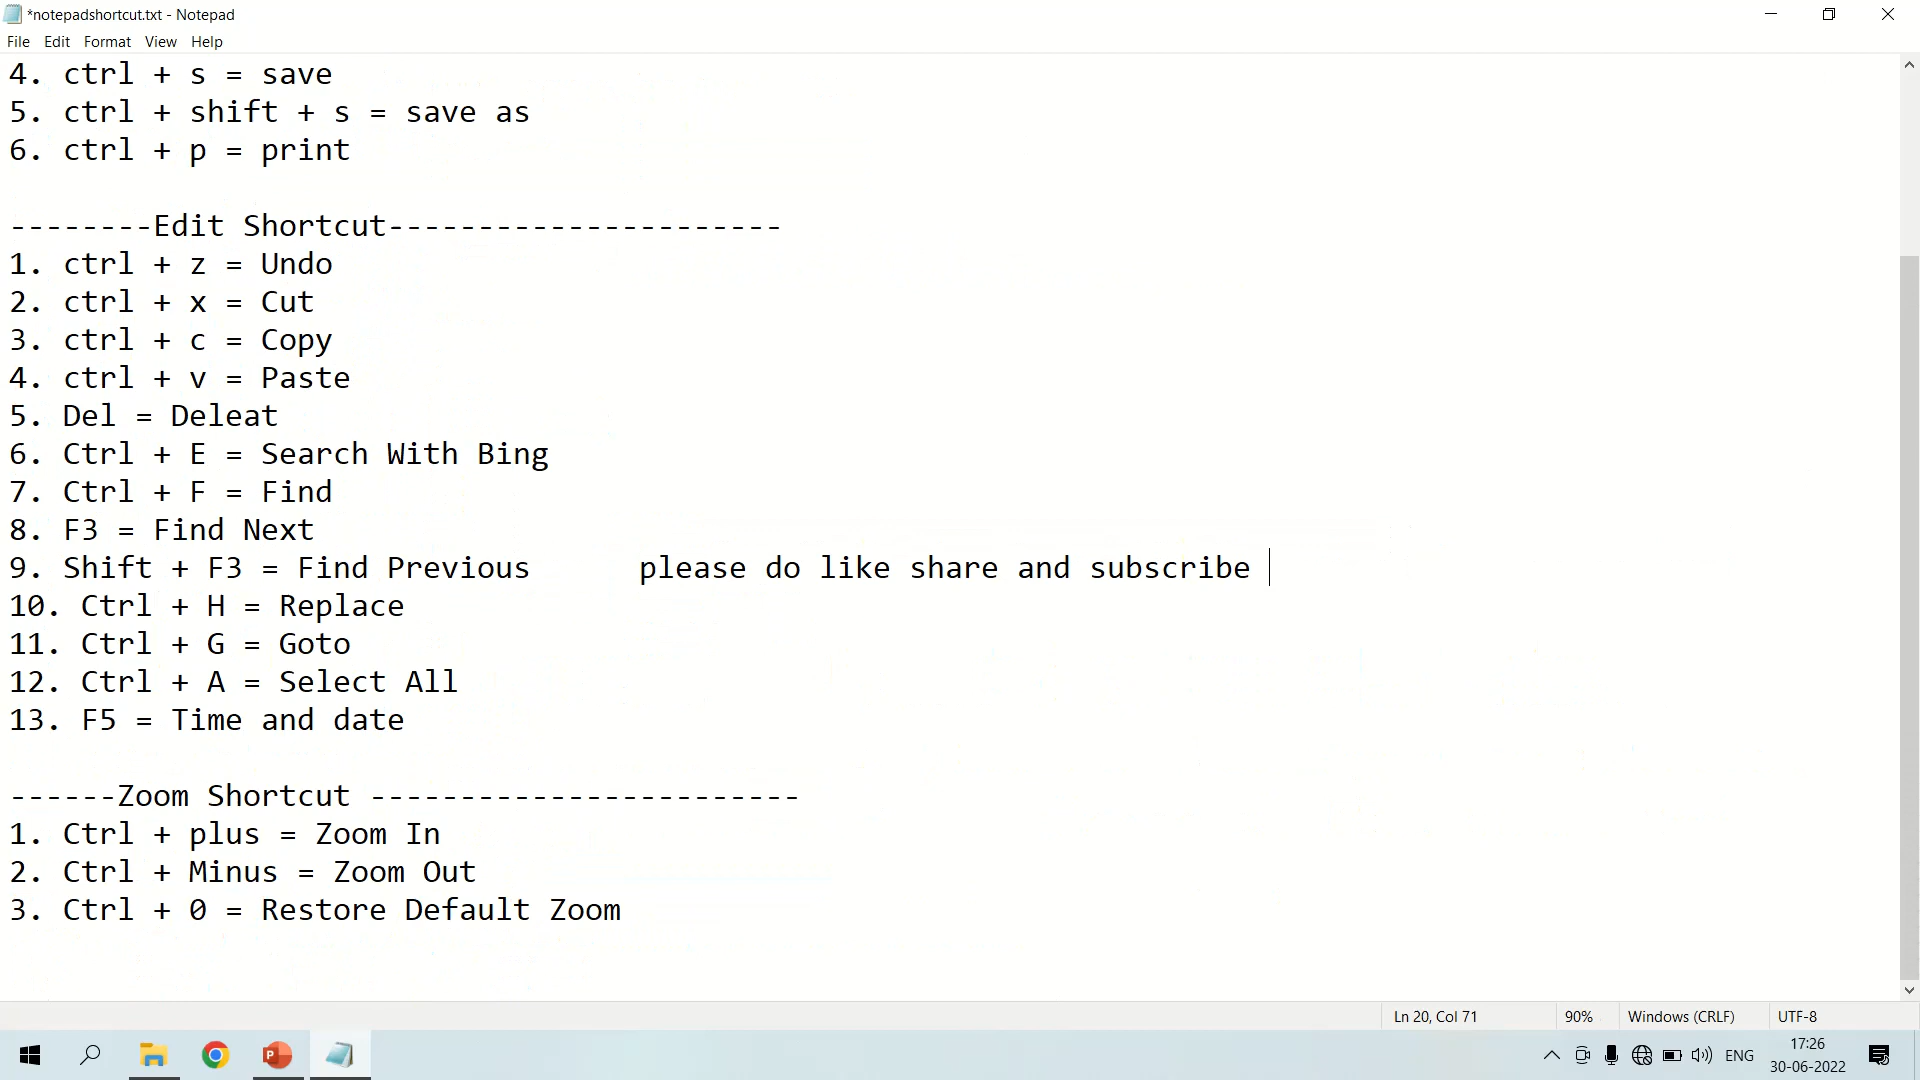 *notepadshortcut.txt - Notepad
File Edit Format View Help
4. ctrl + s = save
5. ctrl + shift + s = save as
6. ctrl + p = print
--------Edit Shortcut----------------------
1. ctrl + z = Undo
2. ctrl + x = Cut
3. ctrl + c = Copy
4. ctrl + v = Paste
5. Del = Deleat
6. Ctrl + E = Search With Bing
7. Ctrl + F = Find
8. F3 = Find Next
9. Shift + F3 = Find Previous      please do like share and subscribe
10. Ctrl + H = Replace
11. Ctrl + G = Goto
12. Ctrl + A = Select All
13. F5 = Time and date
------Zoom Shortcut ------------------------
1. Ctrl + plus = Zoom In
2. Ctrl + Minus = Zoom Out
3. Ctrl + 0 = Restore Default Zoom
Ln 20, Col 71 90% Windows (CRLF) UTF-8
P ENG 17:26
30-06-2022